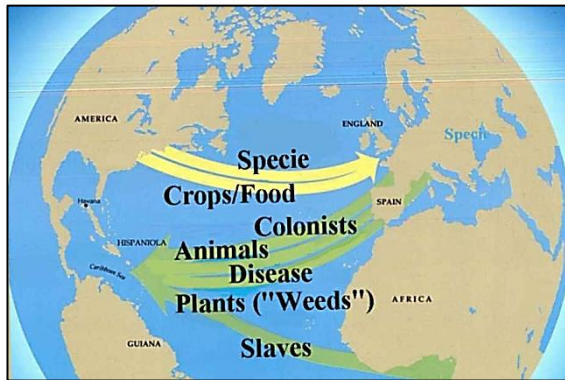 AMERICA
ENGLAND
Specie
Specie
Crops/Food
SPAIN
Havana
Colonists
HISPANIOLA
Animals
Caribbean Sea
Disease
Plants ("Weeds")
AFRICA
GUIANA
Slaves